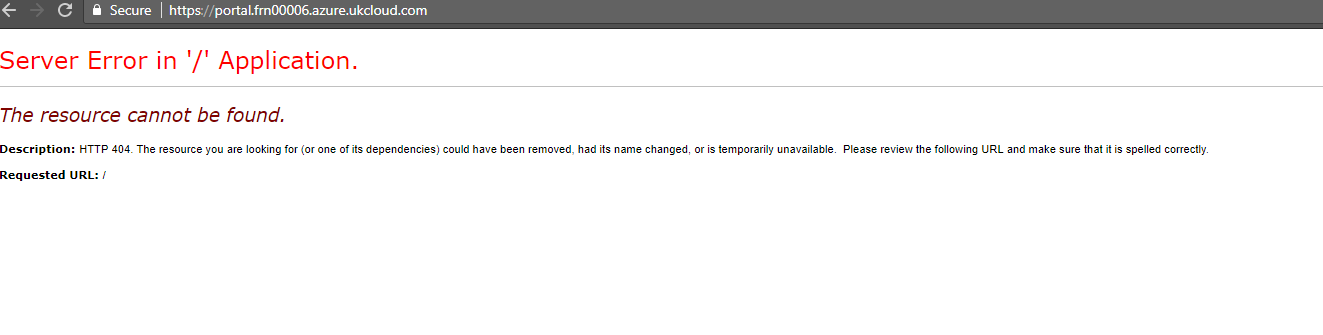 Secure | https://portal.frn00006.azure.ukcloud.com
Server Error in '/' Application.
The resource cannot be found.
Description: HTTP 404. The resource you are looking for (or one of its dependencies) could have been removed, had its name changed, or is temporarily unavailable.  Please review the following URL and make sure that it is spelled correctly.
Requested URL: /